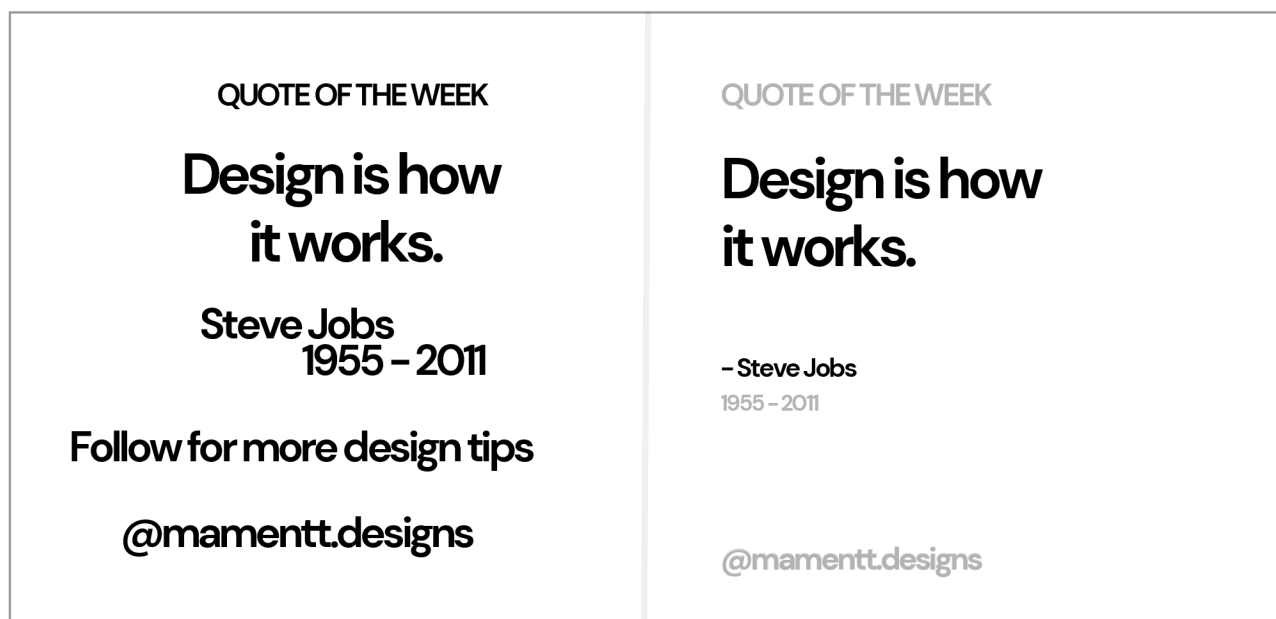 QUOTE OF THE WEEK
Design is how
it works.
Steve Jobs
1955 – 2011
Follow for more design tips
@mamentt.designs
QUOTE OF THE WEEK
Design is how
it works.
– Steve Jobs
1955 – 2011
@mamentt.designs